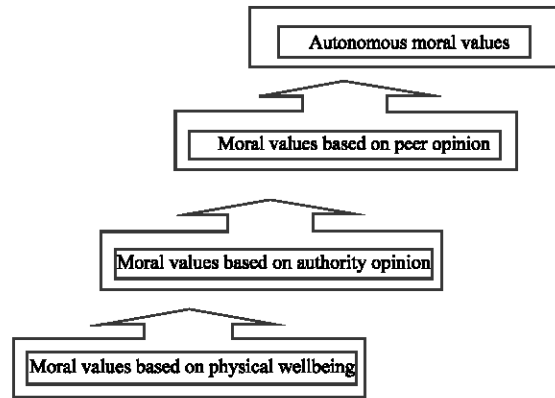 Autonomous moral values
Moral values based on peer opinion
Moral values based on authority opinion
Moral values based on physical wellbeing